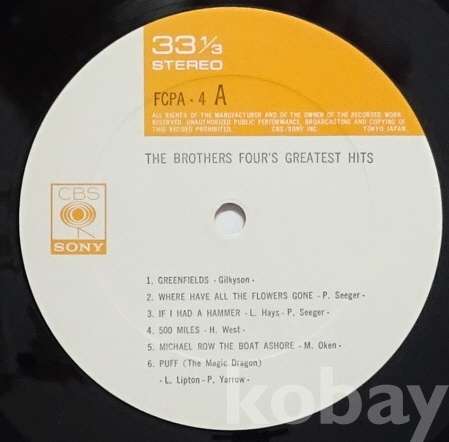 33 1/3
STEREO
FCPA - 4 A
ALL RIGHTS OF THE MANUFACTURER AND OF THE OWNER OF THE RECORDED WORK
RESERVED. UNAUTHORIZED PUBLIC PERFORMANCE, BROADCASTING AND COPYING OF
THIS RECORD PROHIBITED. CBS/SONY INC. TOKYO JAPAN.
THE BROTHERS FOUR'S GREATEST HITS
CBS
SONY
1. GREENFIELDS - Gilkyson -
2. WHERE HAVE ALL THE FLOWERS GONE - P. Seeger -
3. IF I HAD A HAMMER - L. Hays - P. Seeger -
4. 500 MILES - H. West -
5. MICHAEL ROW THE BOAT ASHORE - M. Oken -
6. PUFF (The Magic Dragon)
- L. Lipton - P. Yarrow -
kobay